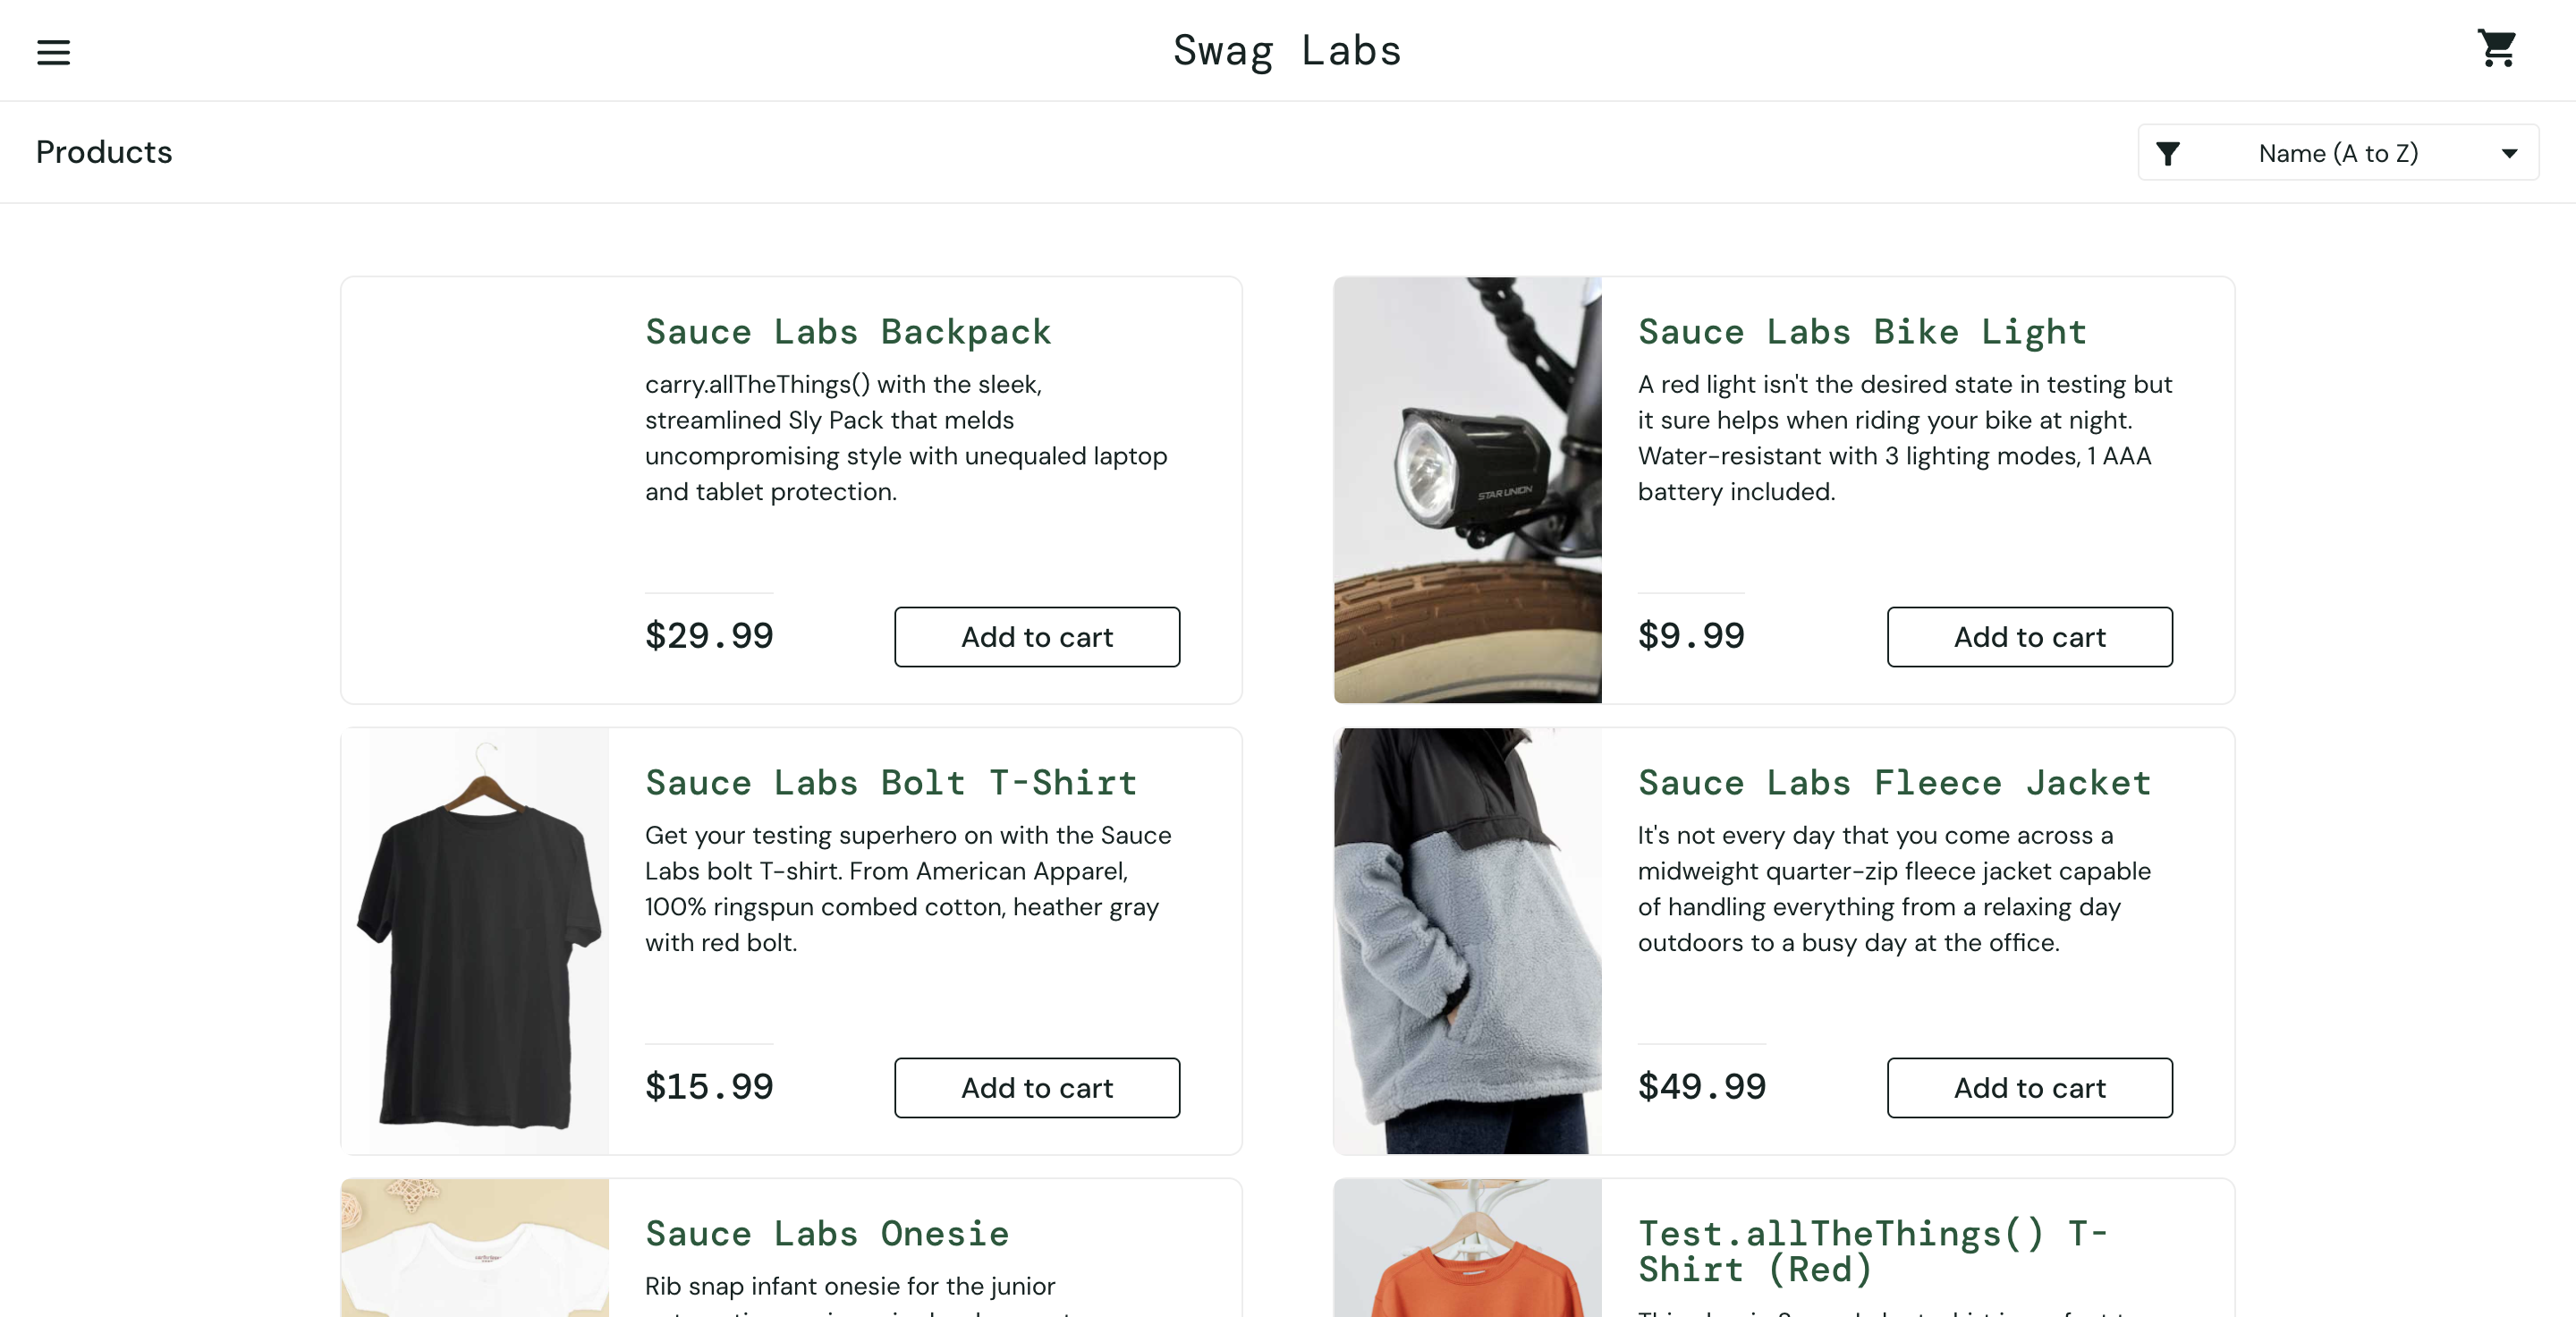 Swag Labs
Products
Name (A to Z)
Sauce Labs Backpack
carry.allTheThings() with the sleek,
streamlined Sly Pack that melds
uncompromising style with unequaled laptop
and tablet protection.
$29.99
Add to cart
Sauce Labs Bike Light
A red light isn't the desired state in testing but
it sure helps when riding your bike at night.
Water-resistant with 3 lighting modes, 1 AAA
battery included.
$9.99
Add to cart
STAR UNION
Sauce Labs Bolt T-Shirt
Get your testing superhero on with the Sauce
Labs bolt T-shirt. From American Apparel,
100% ringspun combed cotton, heather gray
with red bolt.
$15.99
Add to cart
Sauce Labs Fleece Jacket
It's not every day that you come across a
midweight quarter-zip fleece jacket capable
of handling everything from a relaxing day
outdoors to a busy day at the office.
$49.99
Add to cart
Sauce Labs Onesie
Rib snap infant onesie for the junior
Test.allTheThings() T-
Shirt (Red)